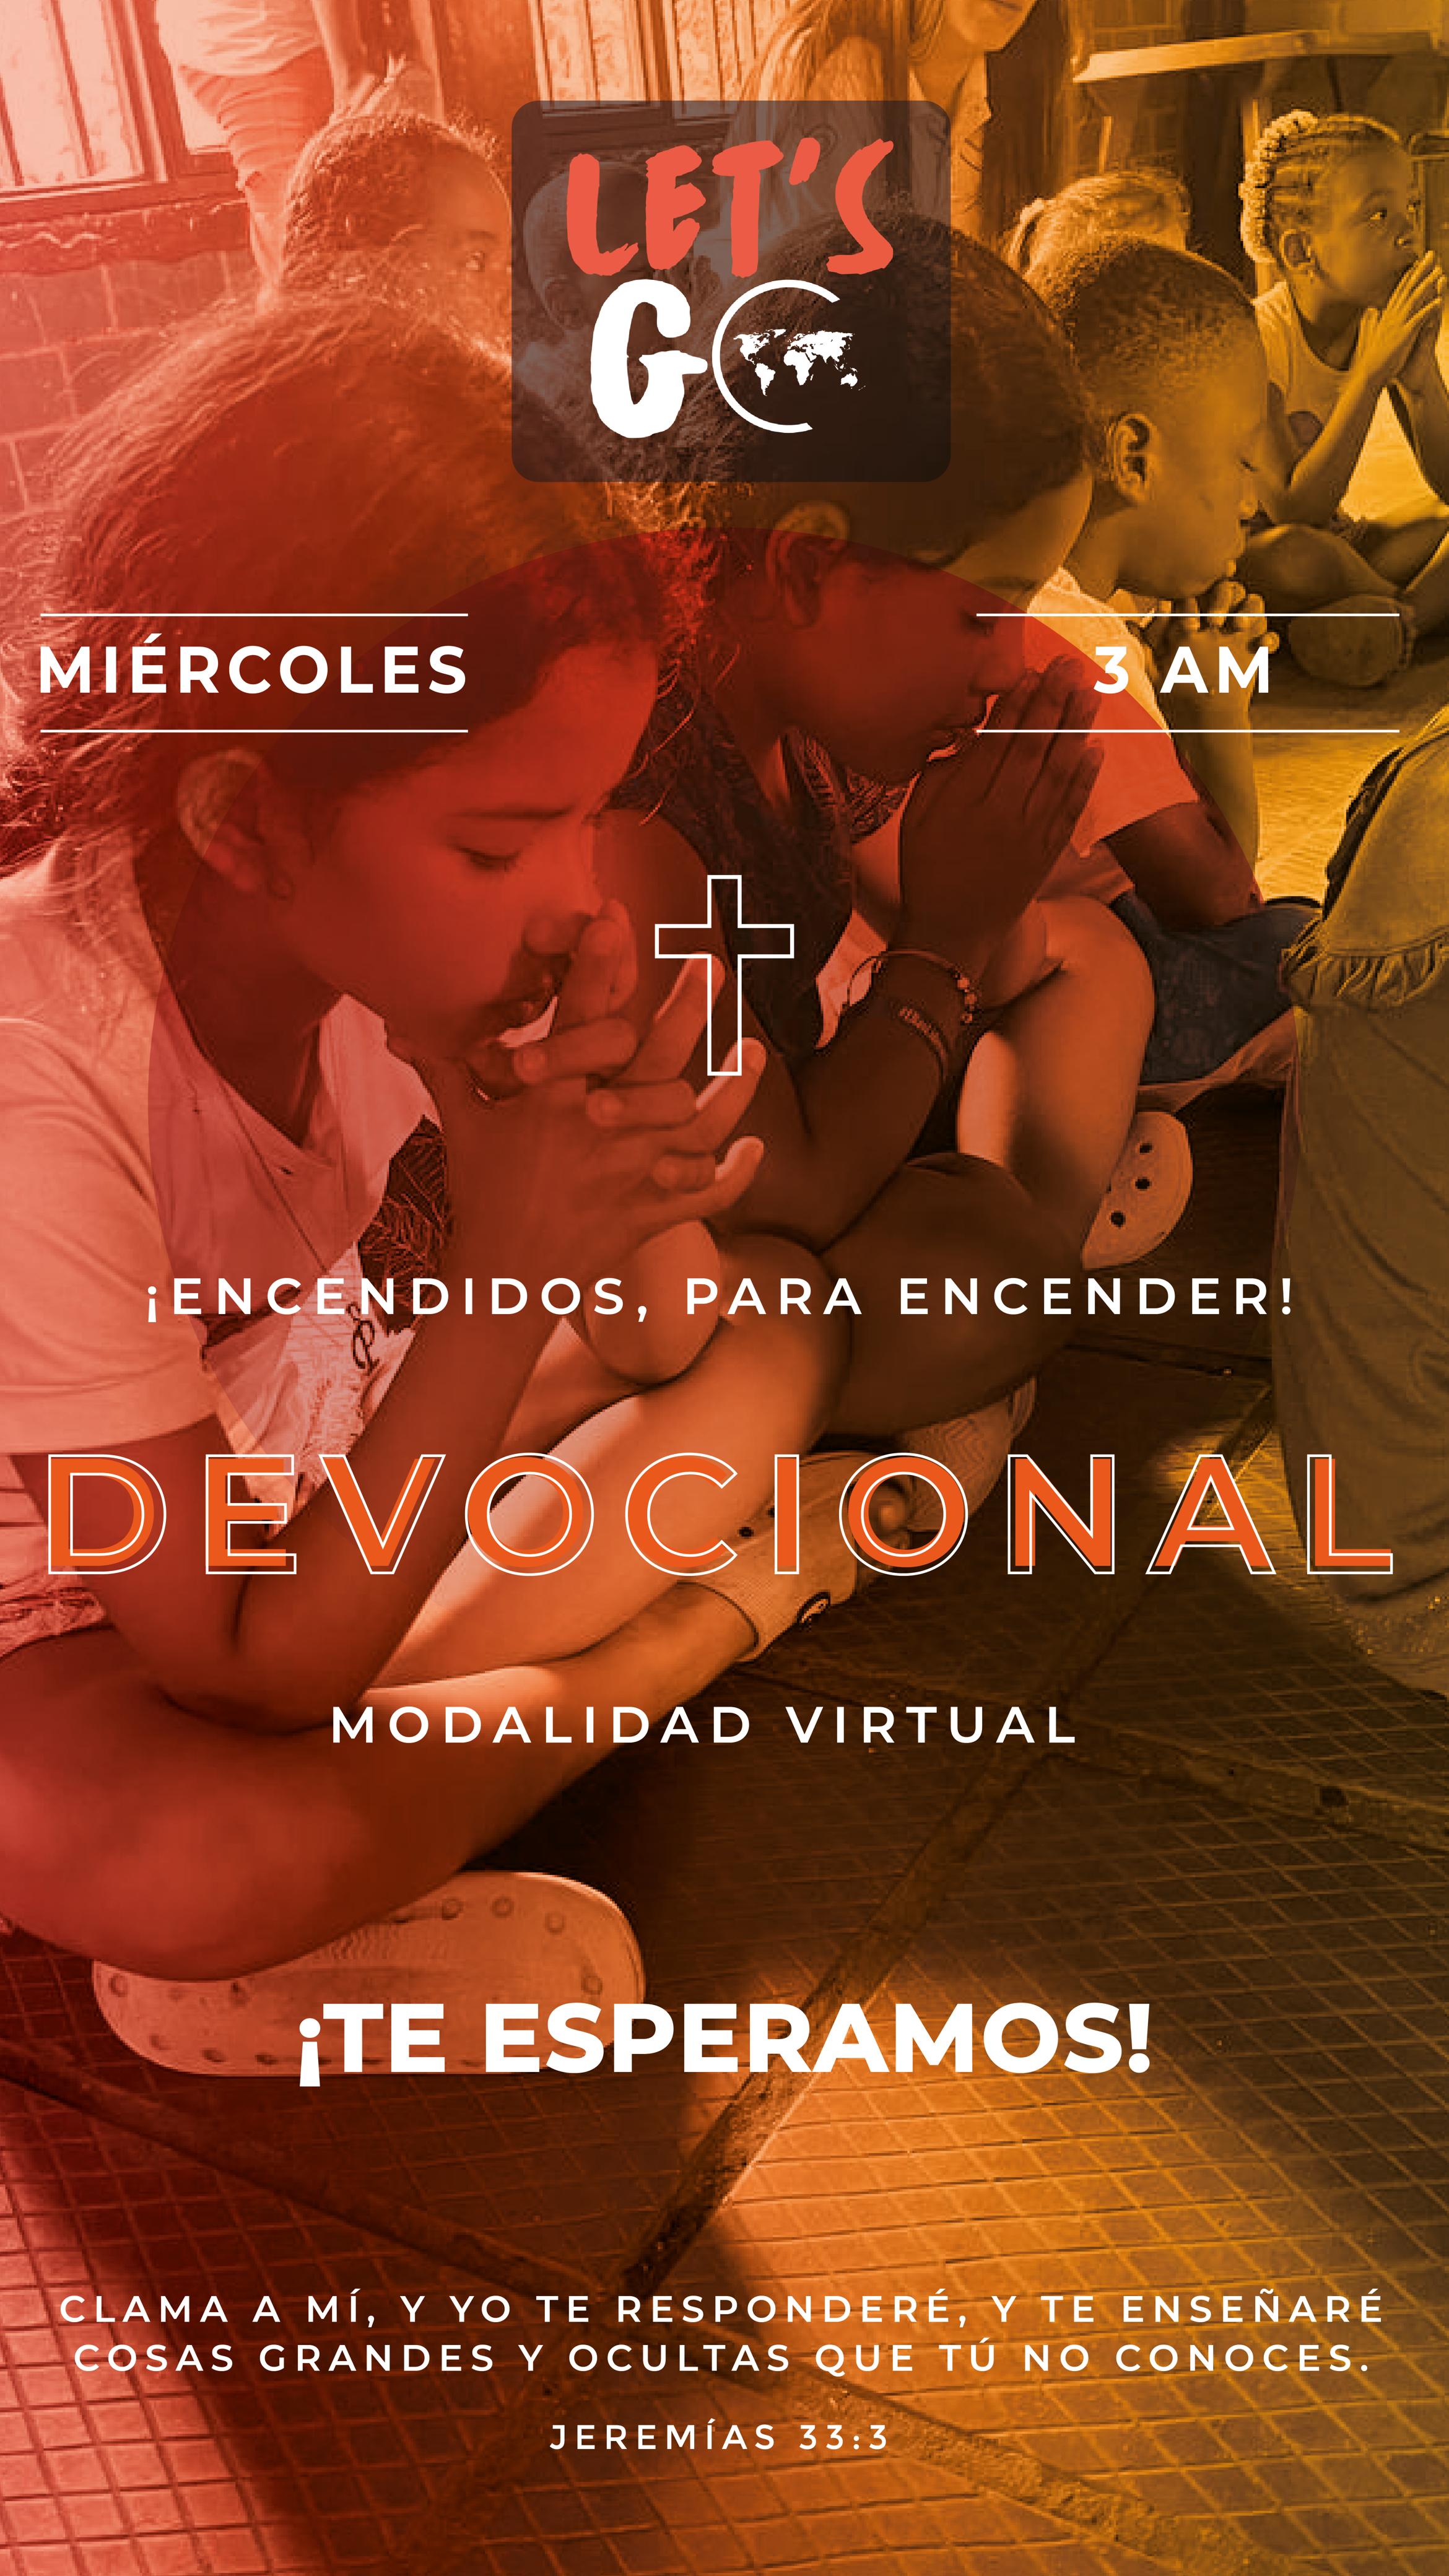 LET'S
GO
MIÉRCOLES
3 AM
¡ENCENDIDOS, PARA ENCENDER!
DEVOCIONAL
MODALIDAD VIRTUAL
¡TE ESPERAMOS!
CLAMA A MÍ, Y YO TE RESPONDERÉ, Y TE ENSEÑARÉ
COSAS GRANDES Y OCULTAS QUE TÚ NO CONOCES.
JEREMÍAS 33:3